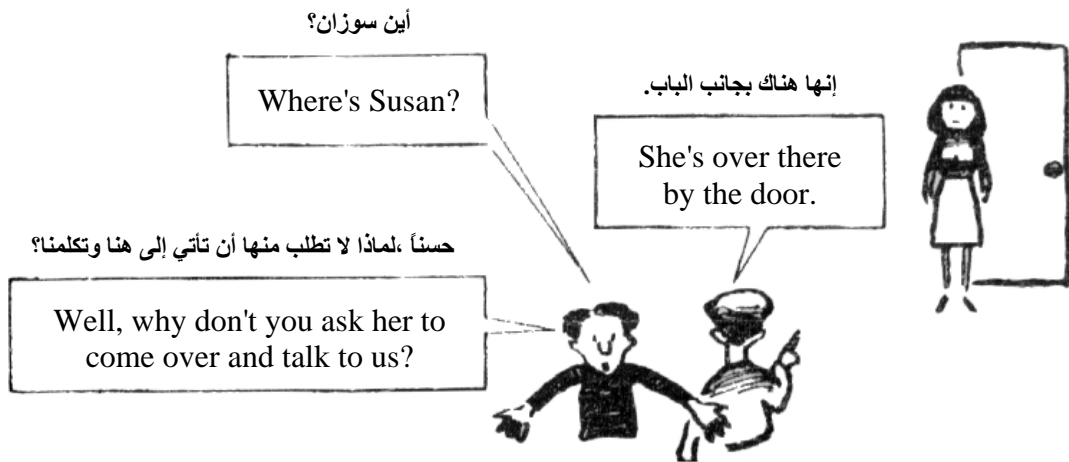 أين سوزان؟
Where's Susan?
إنها هناك بجانب الباب.
She's over there
by the door.
حسناً ،لماذا لا تطلب منها أن تأتي إلى هنا وتكلمنا؟
Well, why don't you ask her to
come over and talk to us?